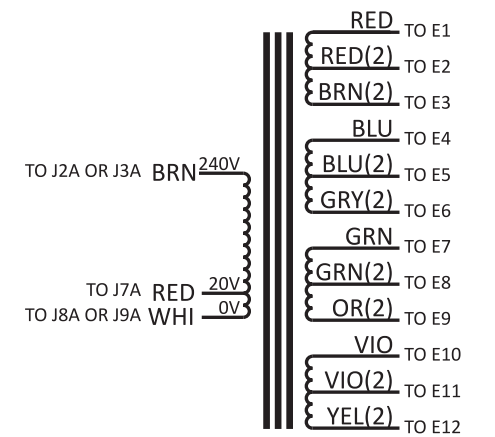 RED TO E1
RED(2) TO E2
BRN(2) TO E3
BLU TO E4
BLU(2) TO E5
GRY(2) TO E6
GRN TO E7
GRN(2) TO E8
OR(2) TO E9
VIO TO E10
VIO(2) TO E11
YEL(2) TO E12
TO J2A OR J3A BRN 240V
TO J7A RED 20V
TO J8A OR J9A WHI 0V